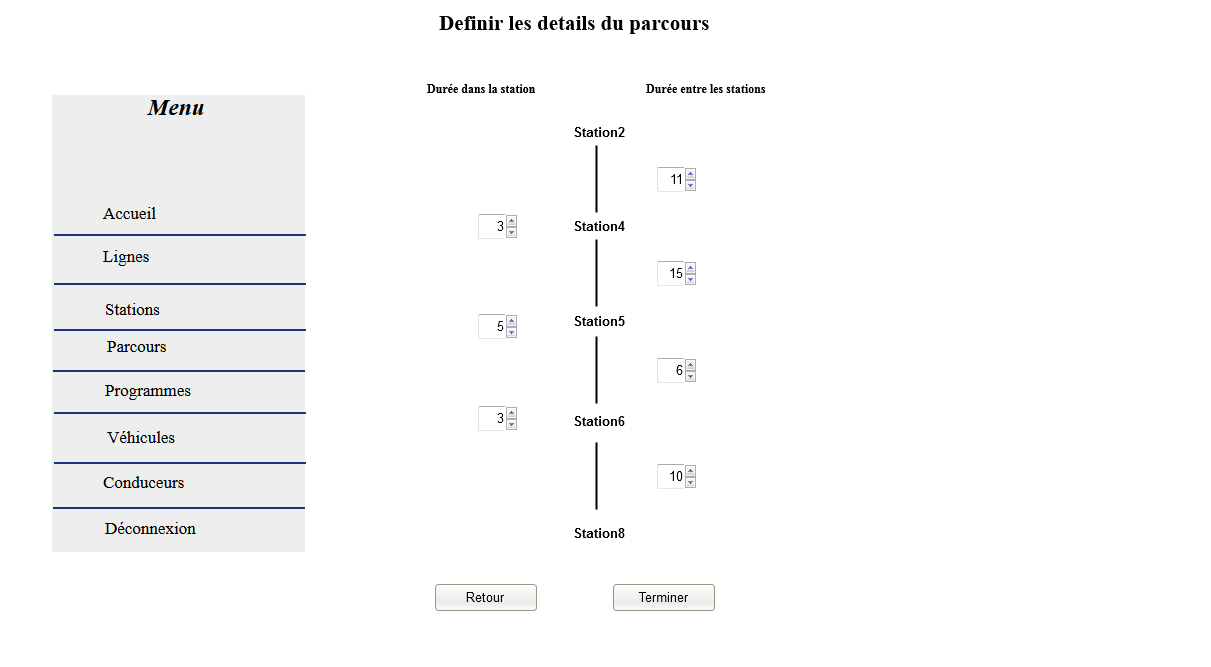 Definir les details du parcours
Menu
Accueil
Lignes
Stations
Parcours
Programmes
Véhicules
Conduceurs
Déconnexion
Durée dans la station
Durée entre les stations
Station2
11
3
Station4
15
5
Station5
6
3
Station6
10
Station8
Retour
Terminer